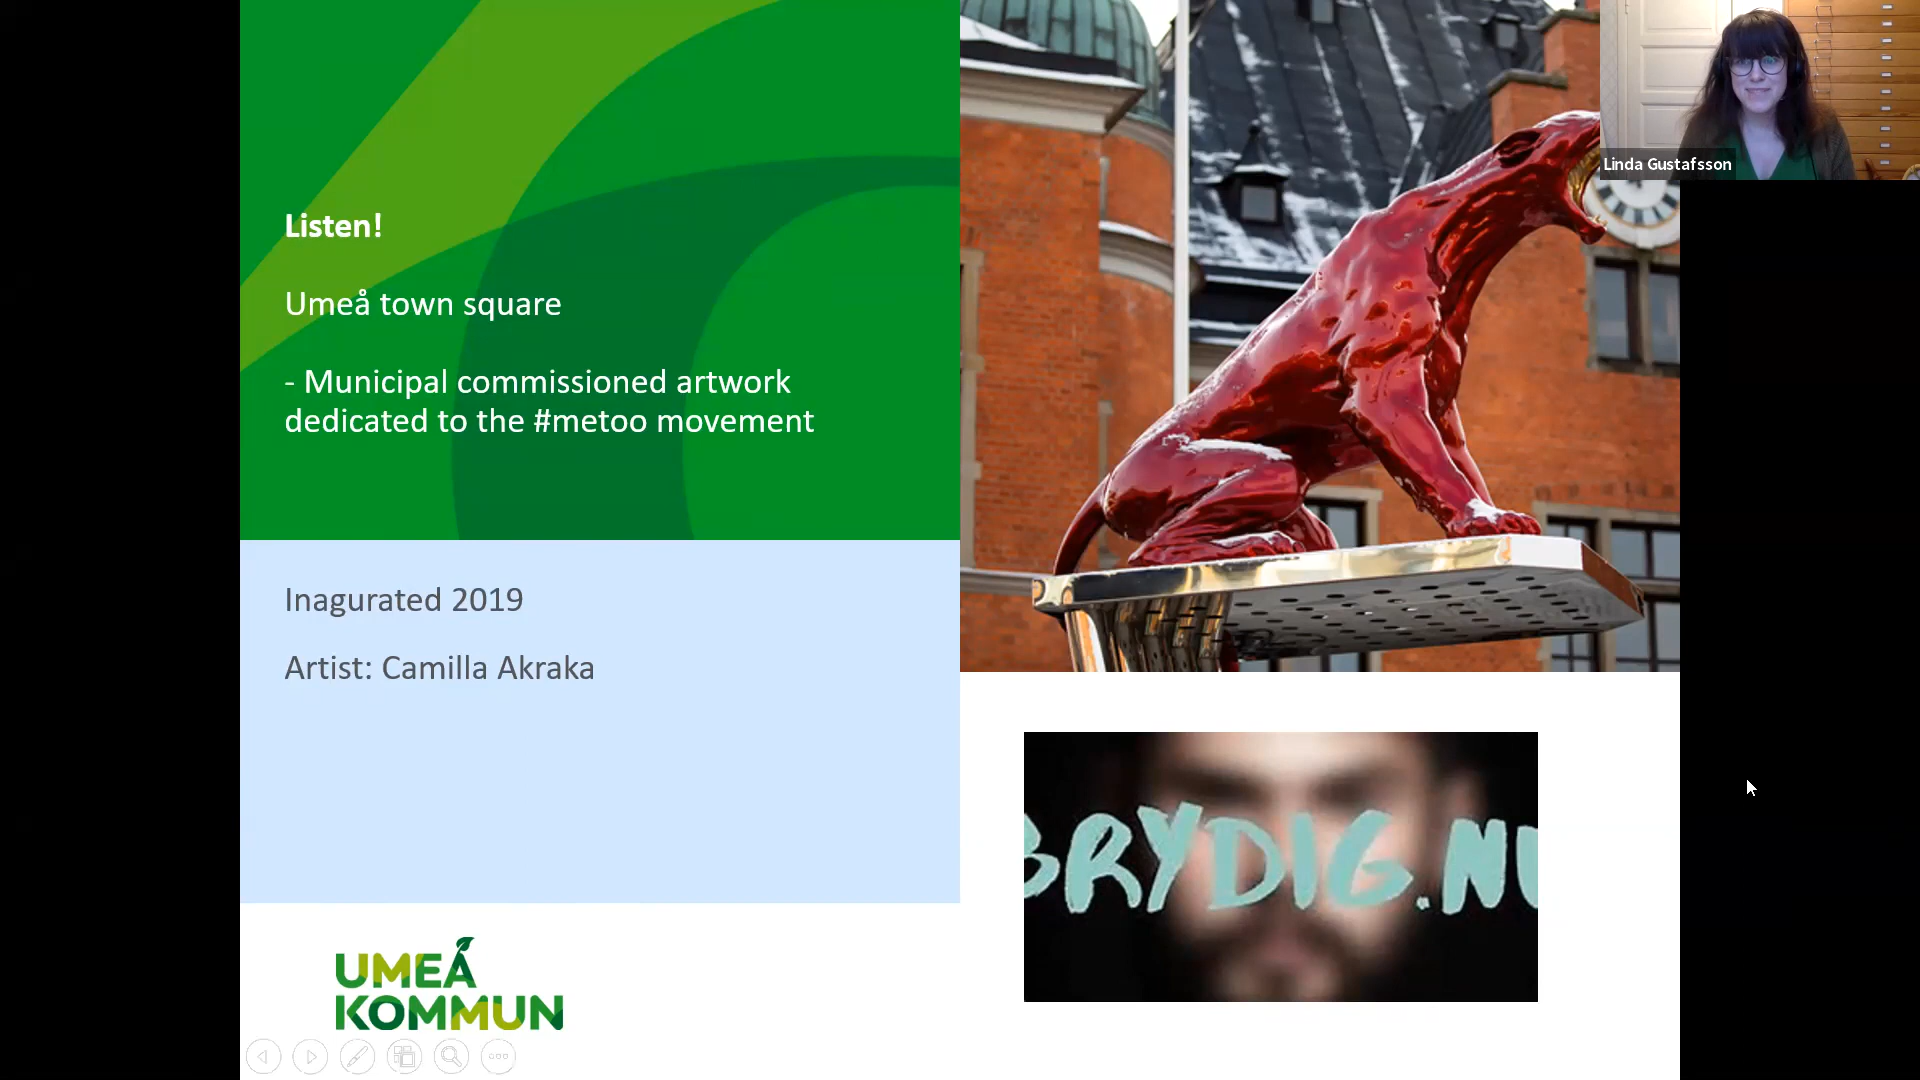 Listen!
Umeå town square
- Municipal commissioned artwork
dedicated to the #metoo movement
Inagurated 2019
Artist: Camilla Akraka
UMEÅ
KOMMUN
Linda Gustafsson
BRYDIG.NU